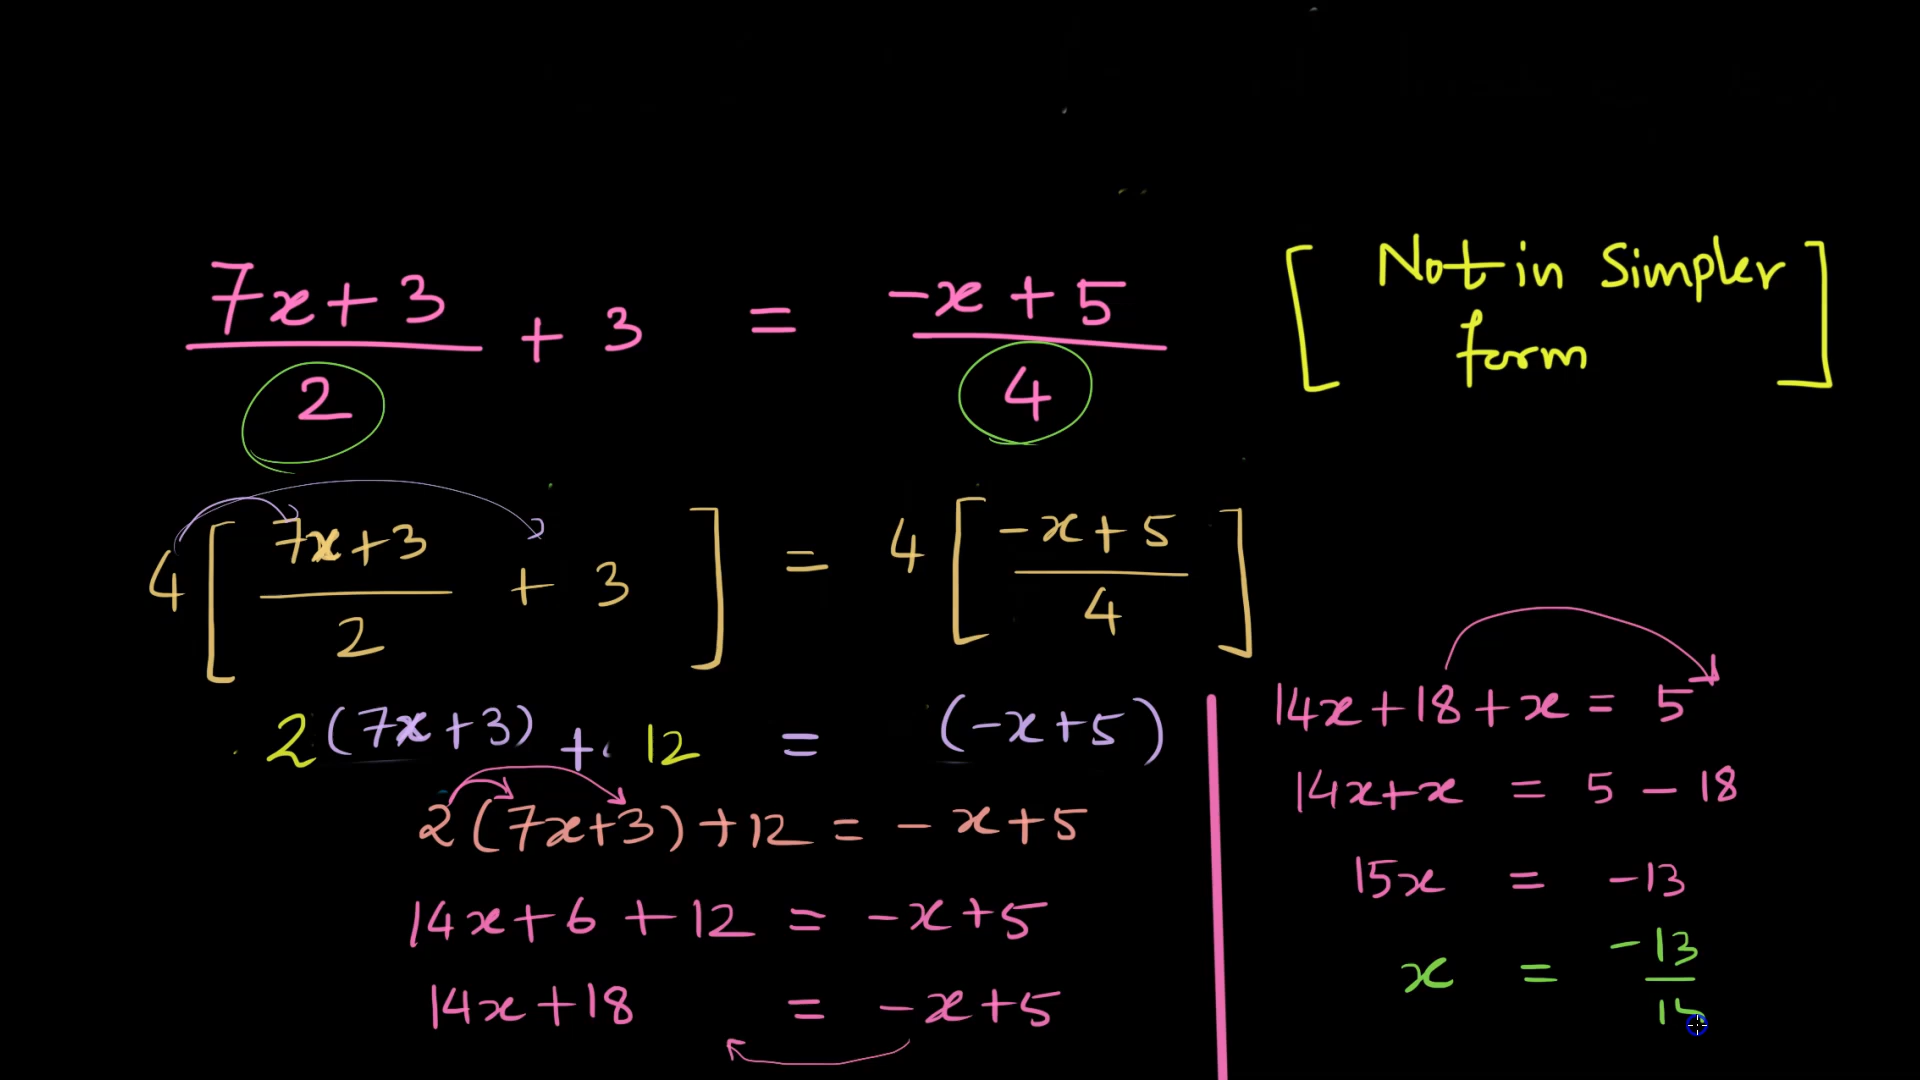 7x+3/2 + 3 = -x+5/4
[Not in Simpler
form]
4[7x+3/2 + 3] = 4[-x+5/4]
2(7x+3) + 12 = (-x+5)
2(7x+3)+12 = -x+5
14x+6+12 = -x+5
14x+18 = -x+5
14x+18+x = 5
14x+x = 5-18
15x = -13
x = -13/15